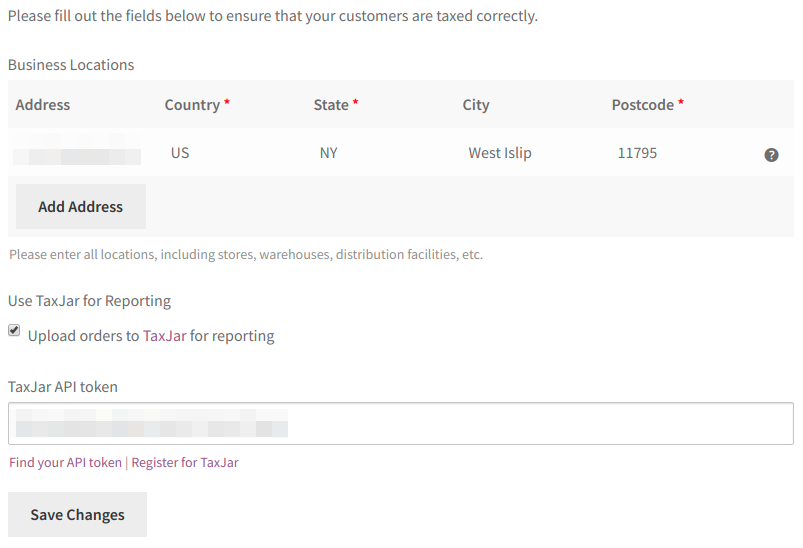 Please fill out the fields below to ensure that your customers are taxed correctly.
Business Locations
Address Country * State * City Postcode *
US NY West Islip 11795 ?
Add Address
Please enter all locations, including stores, warehouses, distribution facilities, etc.
Use TaxJar for Reporting
Upload orders to TaxJar for reporting
TaxJar API token
Find your API token | Register for TaxJar
Save Changes